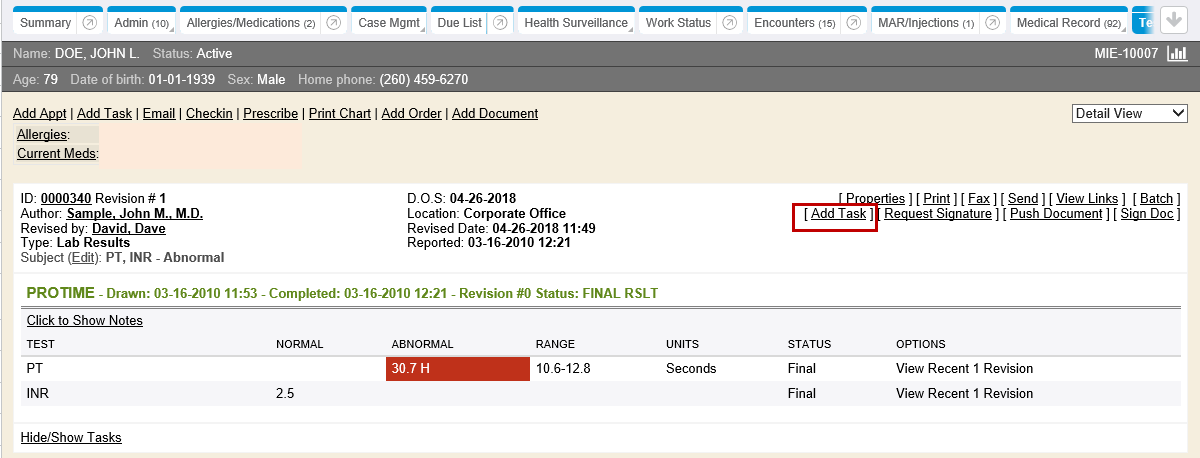 Summary Admin (10) Allergies/Medications (2) Case Mgmt Due List Health Surveillance Work Status Encounters (15) MAR/Injections (1) Medical Record (92)
Name: DOE, JOHN L. Status: Active MIE-10007
Age: 79 Date of birth: 01-01-1939 Sex: Male Home phone: (260) 459-6270
Add Appt | Add Task | Email | Checkin | Prescribe | Print Chart | Add Order | Add Document Detail View
Allergies:
Current Meds:
ID: 0000340 Revision # 1 D.O.S: 04-26-2018 [ Properties ] [ Print ] [ Fax ] [ Send ] [ View Links ] [ Batch ]
Author: Sample, John M., M.D. Location: Corporate Office [ Add Task ] [ Request Signature ] [ Push Document ] [ Sign Doc ]
Revised by: David, Dave Revised Date: 04-26-2018 11:49
Type: Lab Results Reported: 03-16-2010 12:21
Subject (Edit): PT, INR - Abnormal
PROTIME - Drawn: 03-16-2010 11:53 - Completed: 03-16-2010 12:21 - Revision #0 Status: FINAL RSLT
Click to Show Notes
TEST NORMAL ABNORMAL RANGE UNITS STATUS OPTIONS
PT 30.7 H 10.6-12.8 Seconds Final View Recent 1 Revision
INR 2.5 Final View Recent 1 Revision
Hide/Show Tasks